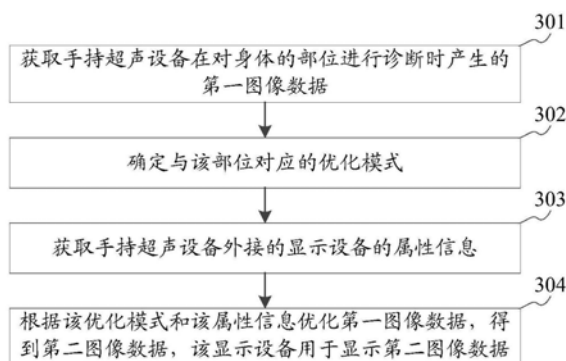 301
获取手持超声设备在对身体的部位进行诊断时产生的
第一图像数据
302
确定与该部位对应的优化模式
303
获取手持超声设备外接的显示设备的属性信息
304
根据该优化模式和该属性信息优化第一图像数据，得
到第二图像数据，该显示设备用于显示第二图像数据